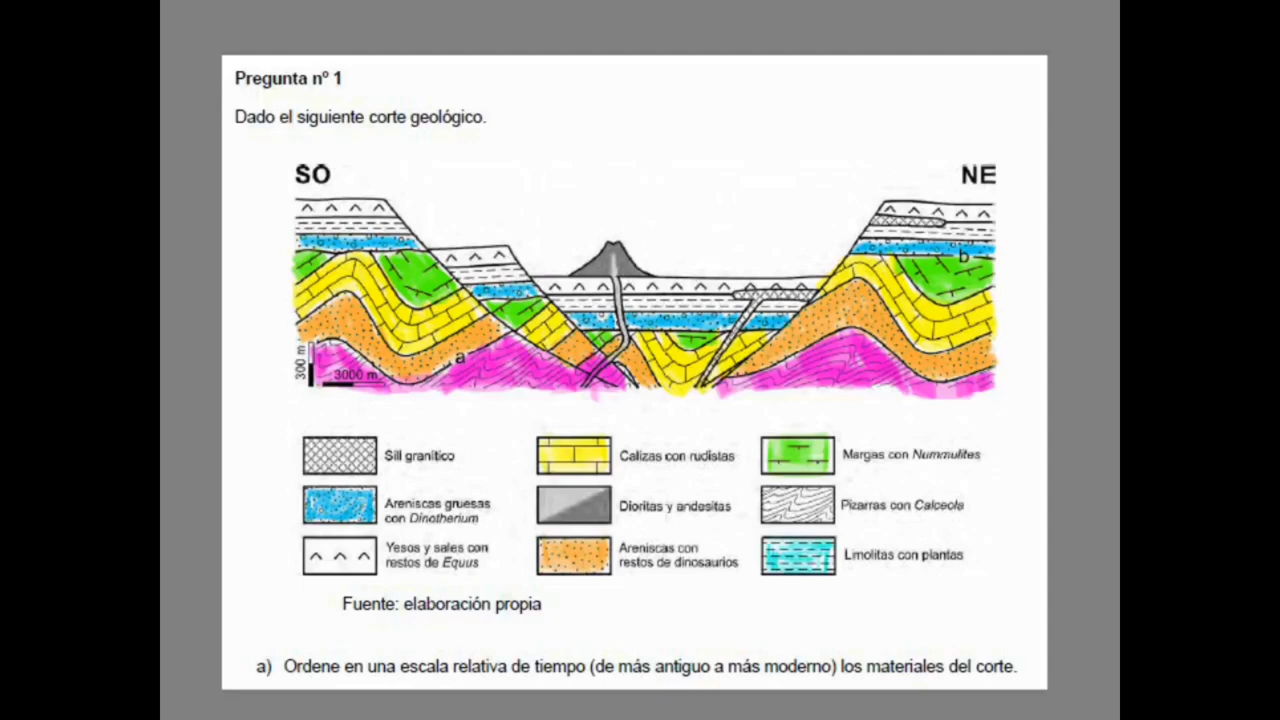 Pregunta nº 1
Dado el siguiente corte geológico.
SO
NE
b
a
300 m
3000 m
Sill granítico
Calizas con rudistas
Margas con Nummulites
Areniscas gruesas
con Dinotherium
Dioritas y andesitas
Pizarras con Calceola
Yesos y sales con
restos de Equus
Areniscas con
restos de dinosaurios
Limolitas con plantas
Fuente: elaboración propia
a) Ordene en una escala relativa de tiempo (de más antiguo a más moderno) los materiales del corte.